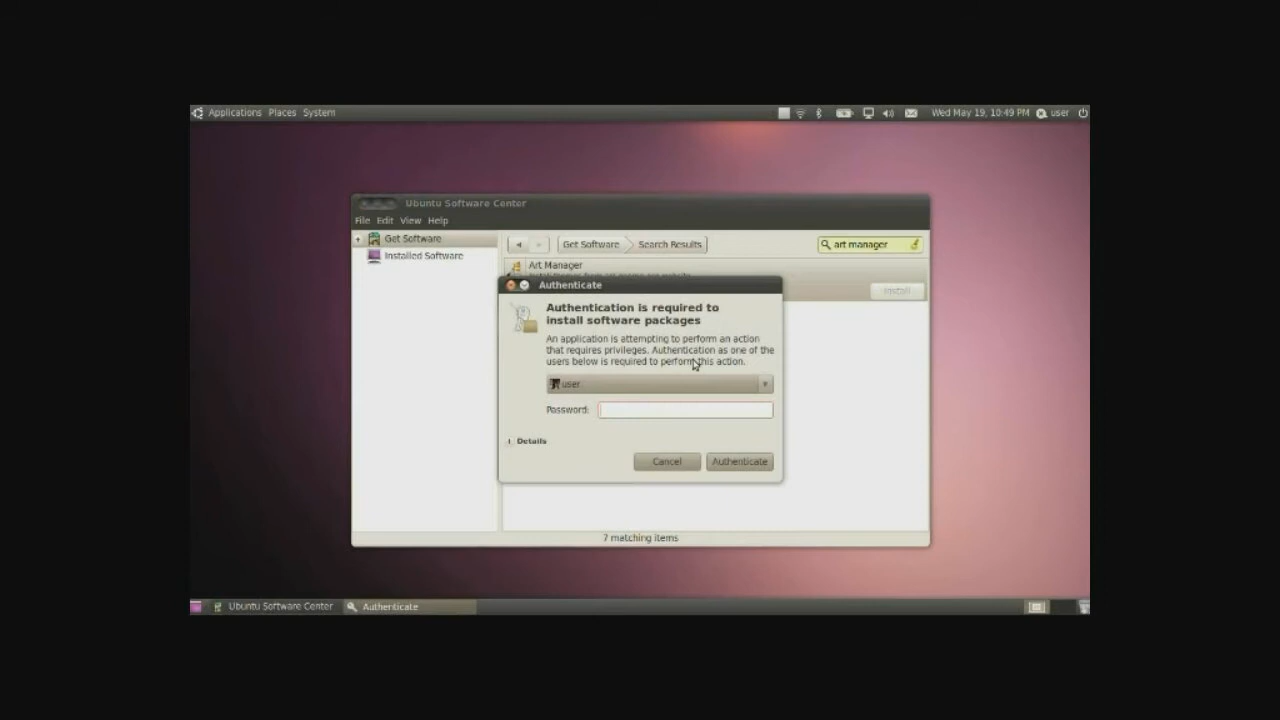 Applications Places System
Wed May 19, 10:49 PM user
Ubuntu Software Center
File Edit View Help
Get Software
Installed Software
Get Software Search Results
art manager
Art Manager
Install
Authenticate
Authentication is required to
install software packages
An application is attempting to perform an action
that requires privileges. Authentication as one of the
users below is required to perform this action.
user
Password:
Details
Cancel Authenticate
7 matching items
Ubuntu Software Center Authenticate